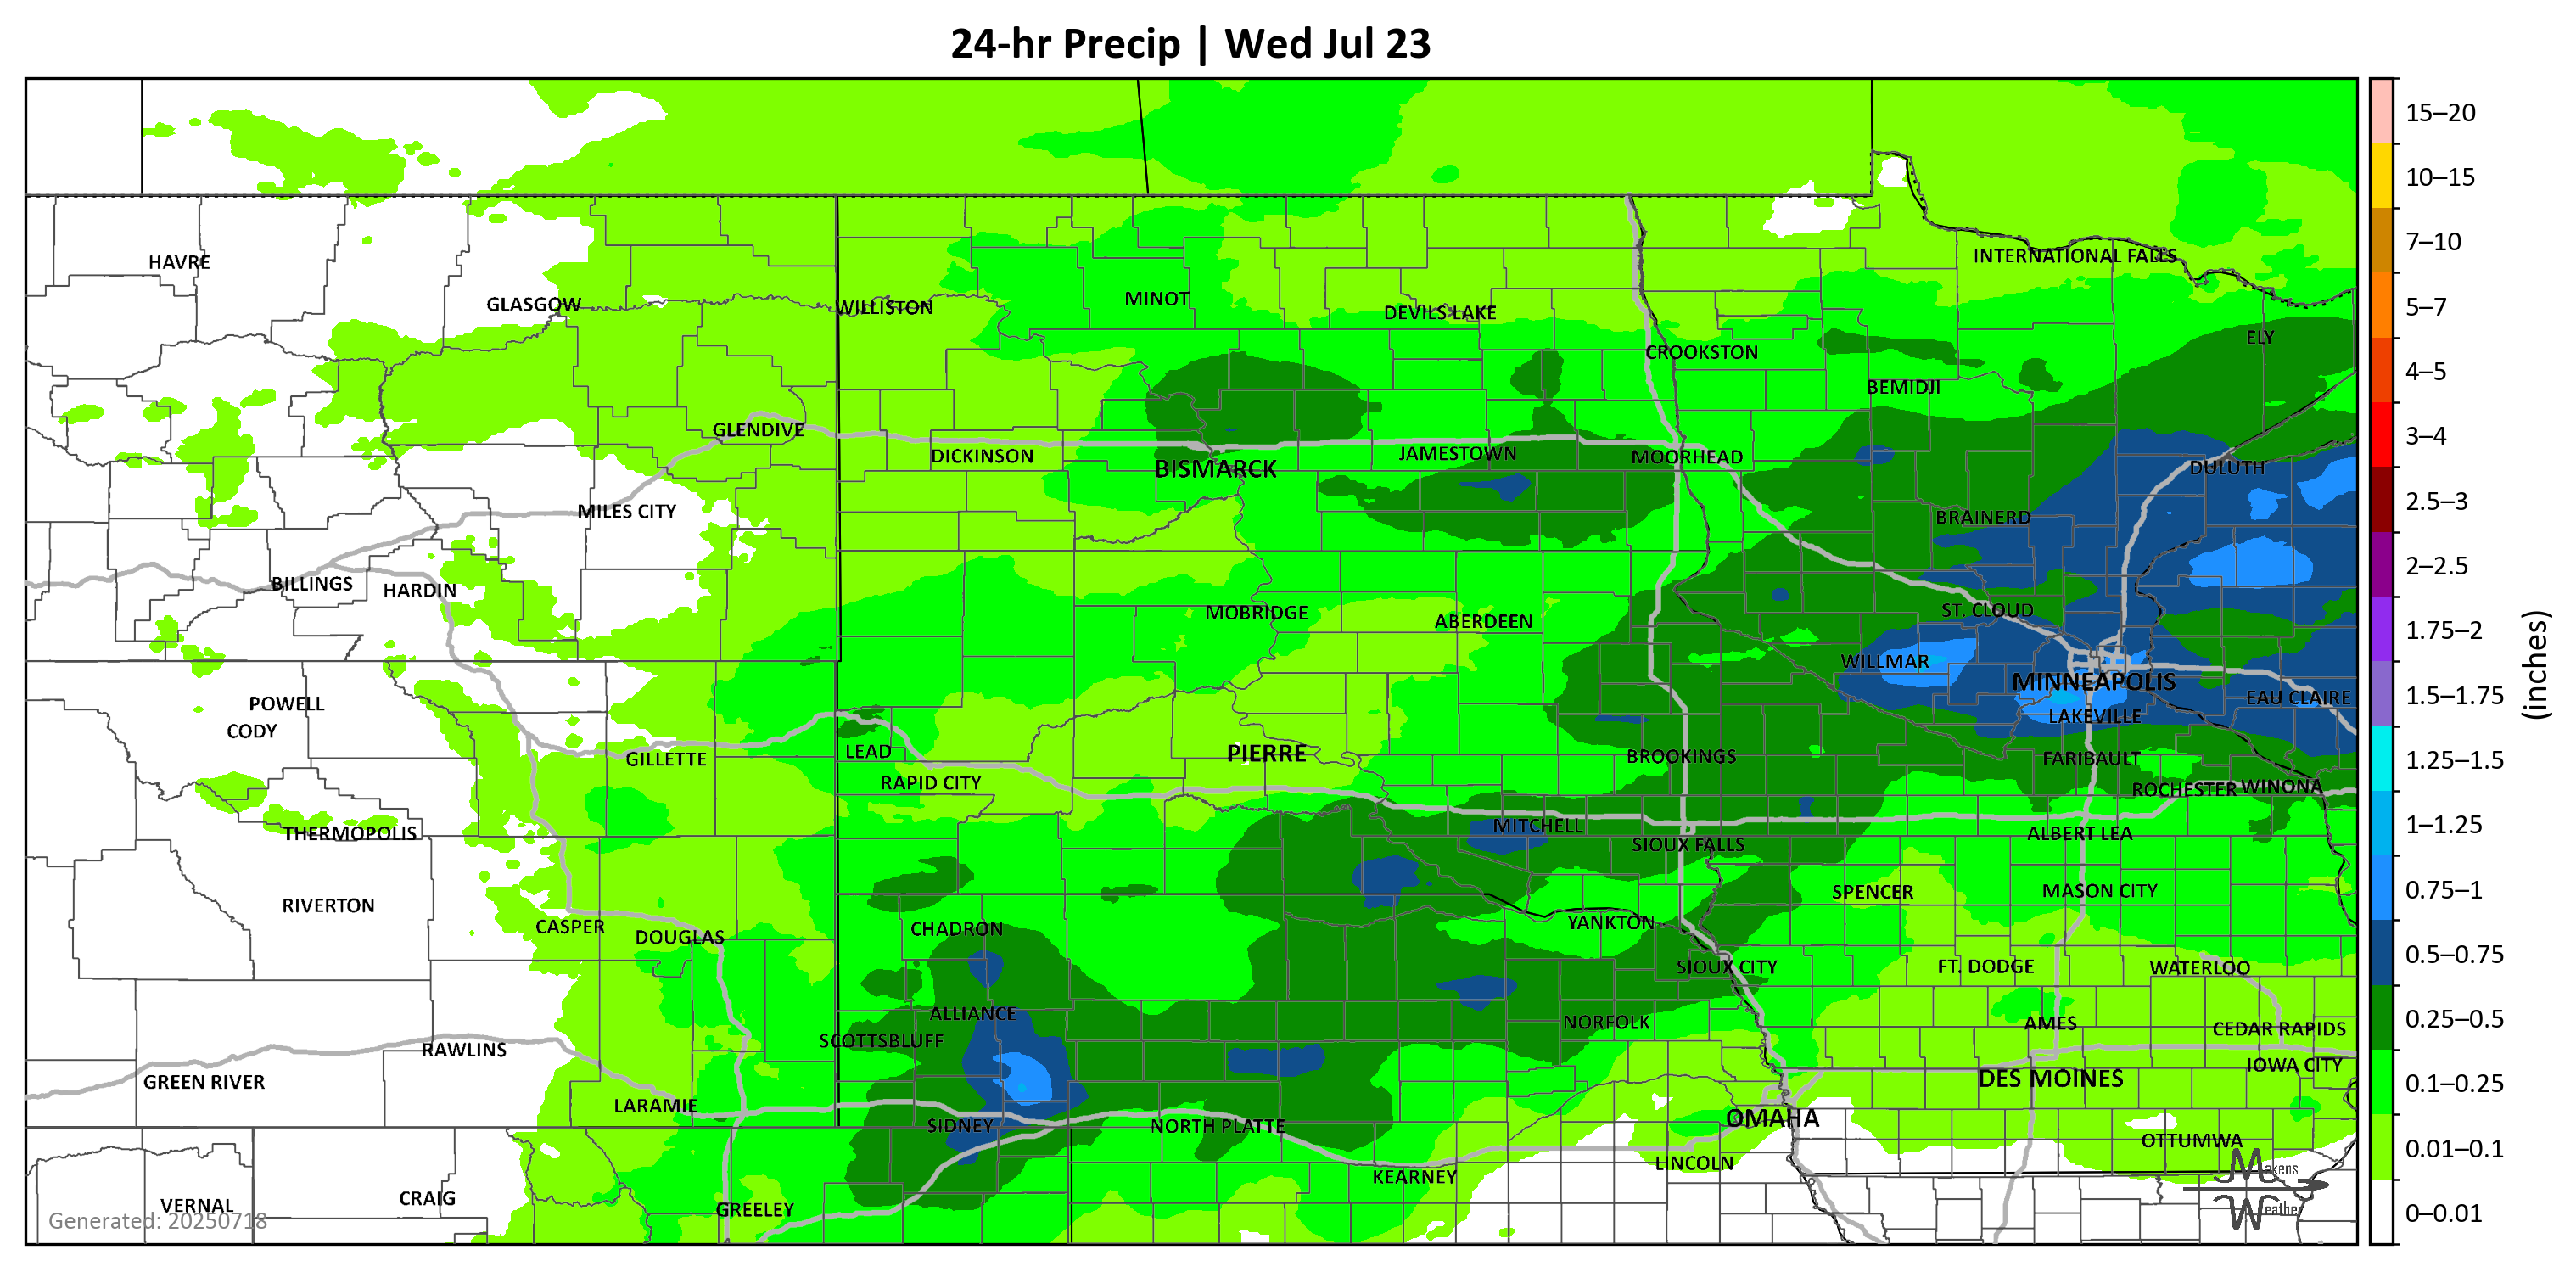 24-hr Precip | Wed Jul 23
15–20
10–15
7–10
5–7
4–5
3–4
2.5–3
2–2.5
1.75–2
1.5–1.75
1.25–1.5
1–1.25
0.75–1
0.5–0.75
0.25–0.5
0.1–0.25
0.01–0.1
0–0.01
(inches)
HAVRE
INTERNATIONAL FALLS
GLASGOW
WILLISTON
MINOT
DEVILS LAKE
ELY
CROOKSTON
BEMIDJI
GLENDIVE
DICKINSON
BISMARCK
JAMESTOWN
MOORHEAD
DULUTH
MILES CITY
BRAINERD
BILLINGS
HARDIN
MOBRIDGE
ABERDEEN
ST. CLOUD
WILLMAR
MINNEAPOLIS
EAU CLAIRE
POWELL
CODY
LAKEVILLE
GILLETTE
LEAD
PIERRE
BROOKINGS
FARIBAULT
RAPID CITY
ROCHESTER
WINONA
THERMOPOLIS
MITCHELL
SIOUX FALLS
ALBERT LEA
RIVERTON
SPENCER
MASON CITY
CASPER
DOUGLAS
CHADRON
YANKTON
SIOUX CITY
FT. DODGE
WATERLOO
ALLIANCE
SCOTTSBLUFF
NORFOLK
AMES
CEDAR RAPIDS
RAWLINS
IOWA CITY
GREEN RIVER
DES MOINES
LARAMIE
SIDNEY
NORTH PLATTE
OMAHA
OTTUMWA
LINCOLN
KEARNEY
VERNAL
CRAIG
GREELEY
Generated: 20250718
Makens
Weather